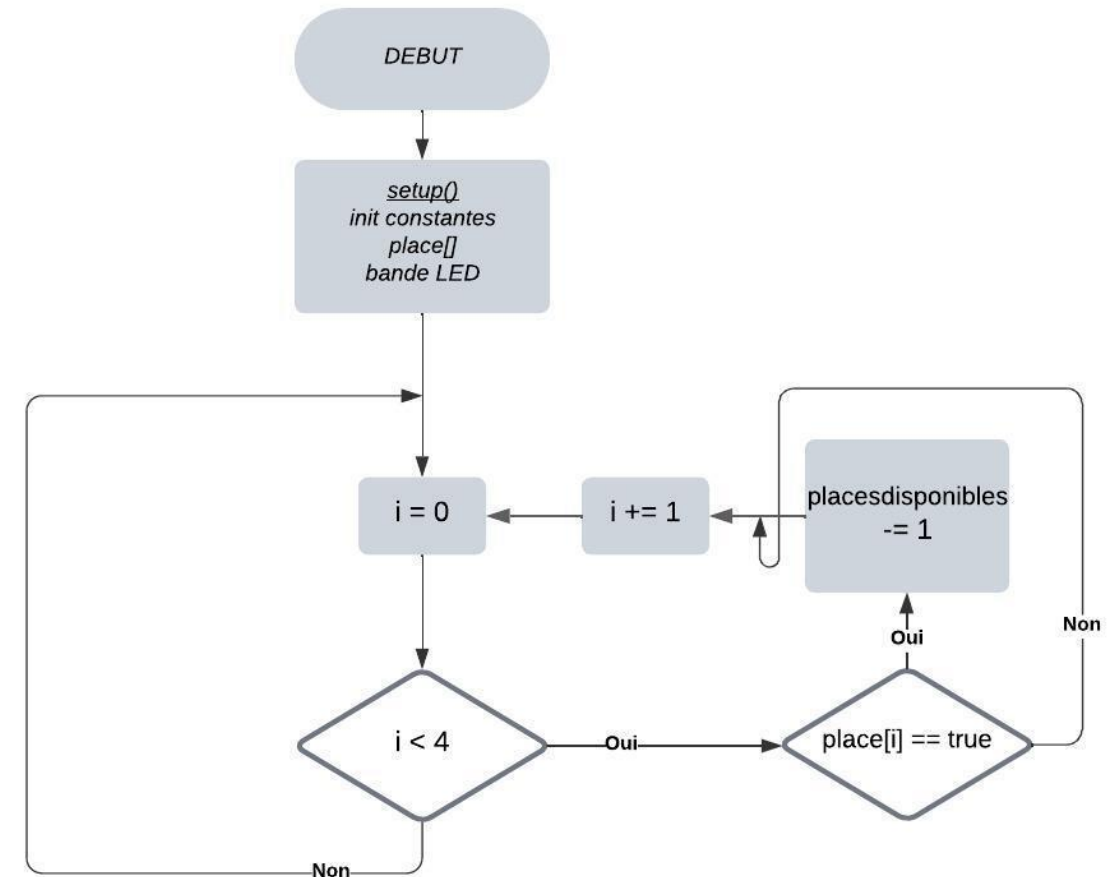 DEBUT
setup()
init constantes
place[]
bande LED
i = 0
i += 1
placesdisponibles
-= 1
Oui
Non
i < 4
Oui
place[i] == true
Non